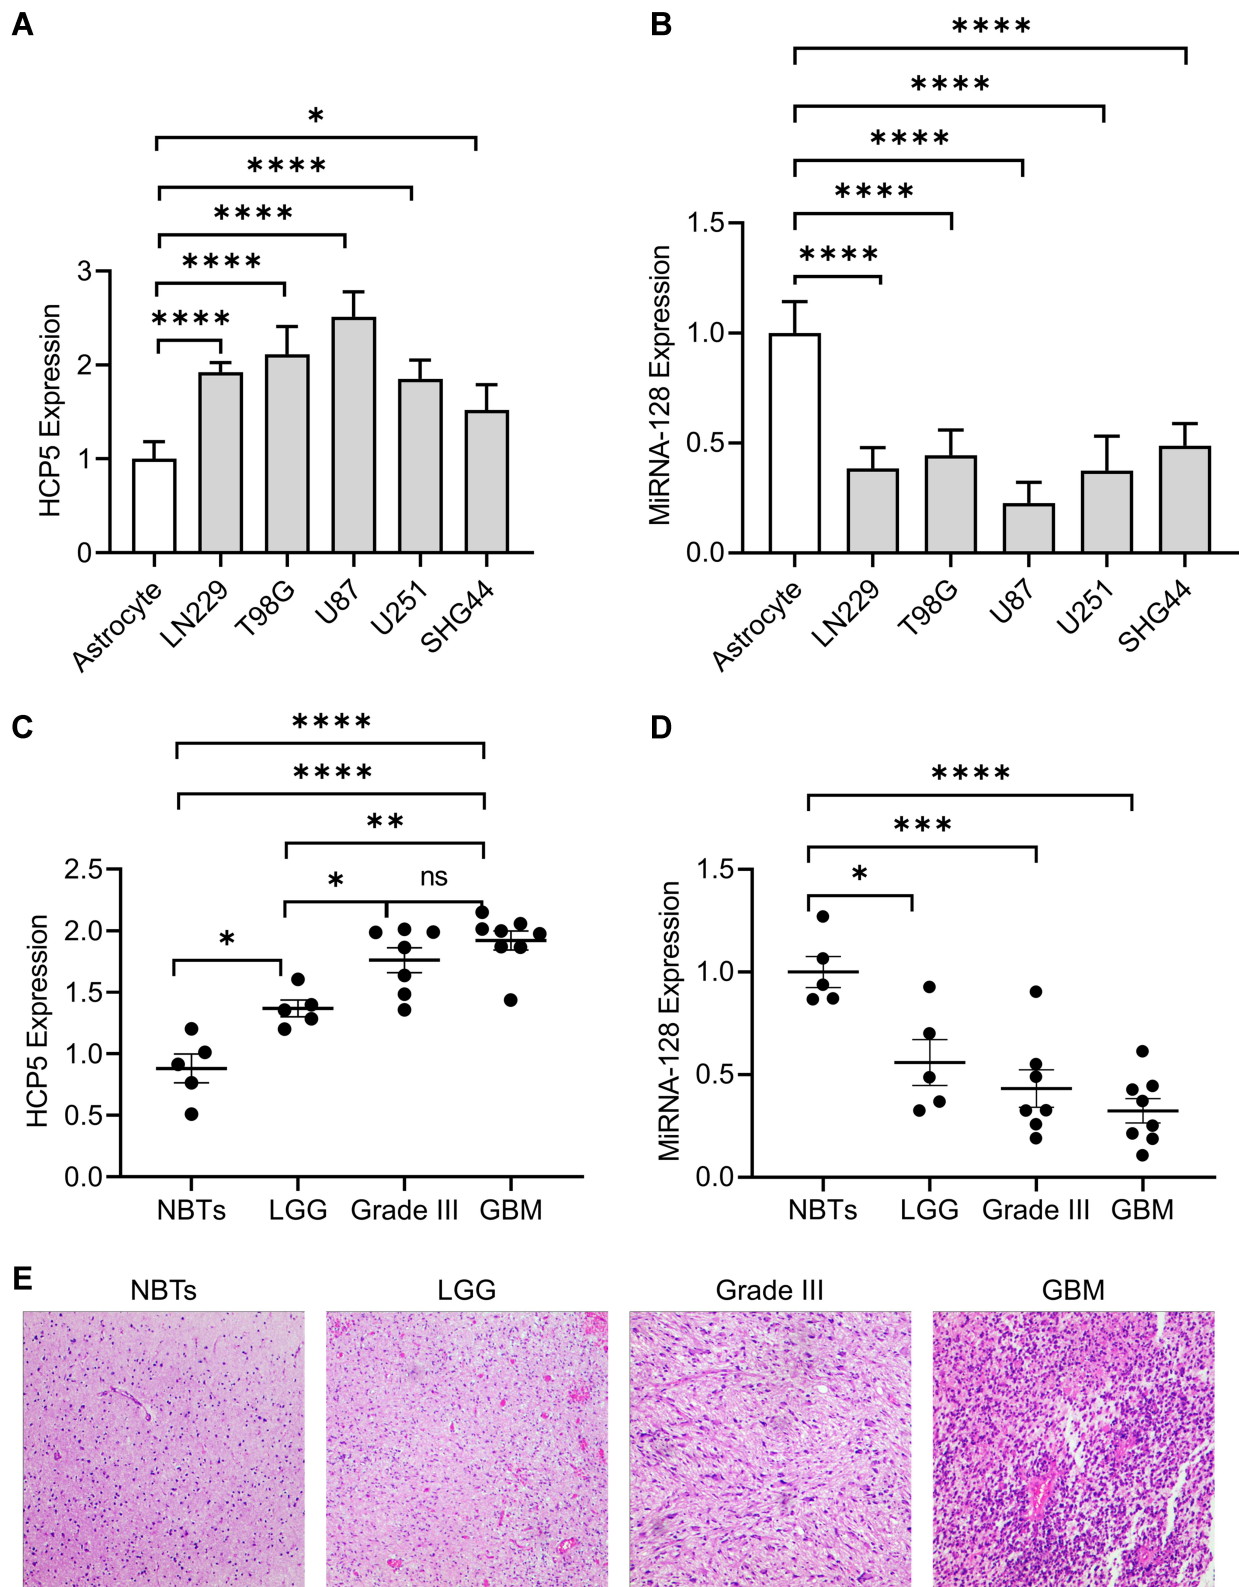 A
B
****
****
*
****
****
****
****
****
****
****
HCP5 Expression
3
2
1
0
Astrocyte
LN229
T98G
U87
U251
SHG44
MiRNA-128 Expression
1.5
1.0
0.5
0.0
Astrocyte
LN229
T98G
U87
U251
SHG44
C
****
****
**
*
ns
*
HCP5 Expression
2.5
2.0
1.5
1.0
0.5
0.0
NBTs LGG Grade III GBM
D
****
***
*
MiRNA-128 Expression
1.5
1.0
0.5
0.0
NBTs LGG Grade III GBM
E
NBTs LGG Grade III GBM